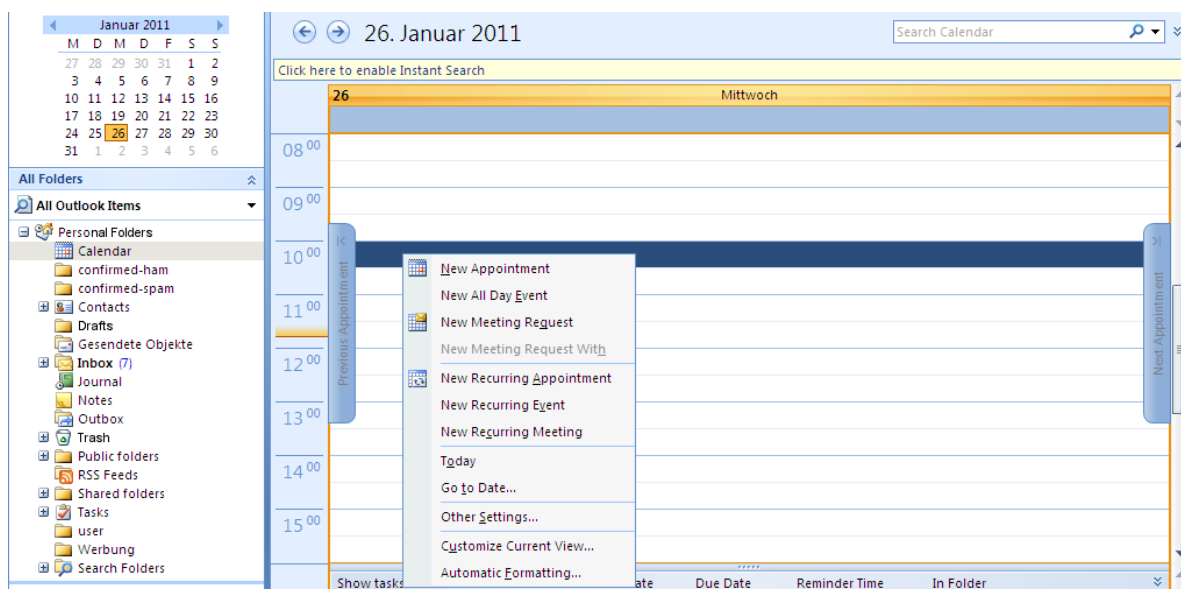 Januar 2011
M D M D F S S
27 28 29 30 31 1 2
3 4 5 6 7 8 9
10 11 12 13 14 15 16
17 18 19 20 21 22 23
24 25 26 27 28 29 30
31 1 2 3 4 5 6
All Folders
All Outlook Items
Personal Folders
Calendar
confirmed-ham
confirmed-spam
Contacts
Drafts
Gesendete Objekte
Inbox (7)
Journal
Notes
Outbox
Trash
Public folders
RSS Feeds
Shared folders
Tasks
user
Werbung
Search Folders
26. Januar 2011
Search Calendar
Click here to enable Instant Search
26 Mittwoch
08 00
09 00
10 00
11 00
12 00
13 00
14 00
15 00
Previous Appointment
Next Appointment
New Appointment
New All Day Event
New Meeting Request
New Meeting Request With
New Recurring Appointment
New Recurring Event
New Recurring Meeting
Today
Go to Date...
Other Settings...
Customize Current View...
Automatic Formatting...
Show tasks ate Due Date Reminder Time In Folder